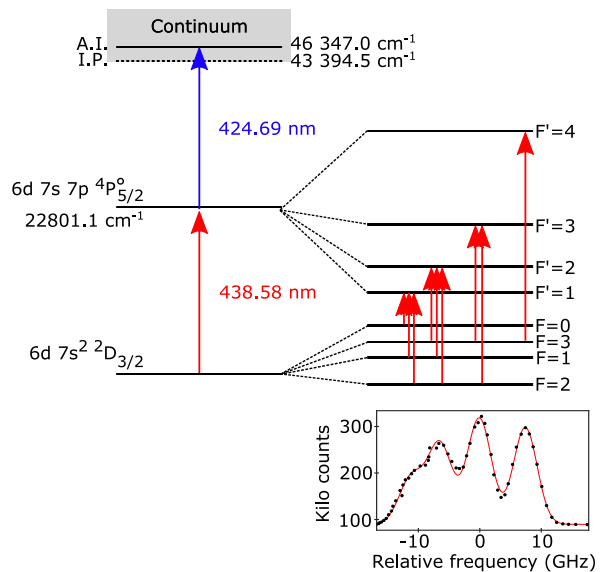 Continuum
A.I. 46 347.0 cm⁻¹
I.P. 43 394.5 cm⁻¹
424.69 nm
F'=4
6d 7s 7p ⁴P°₅/₂
22801.1 cm⁻¹
F'=3
F'=2
438.58 nm
F'=1
F=0
6d 7s² ²D₃/₂
F=3
F=1
F=2
Kilo counts
300
200
100
-10 0 10
Relative frequency (GHz)